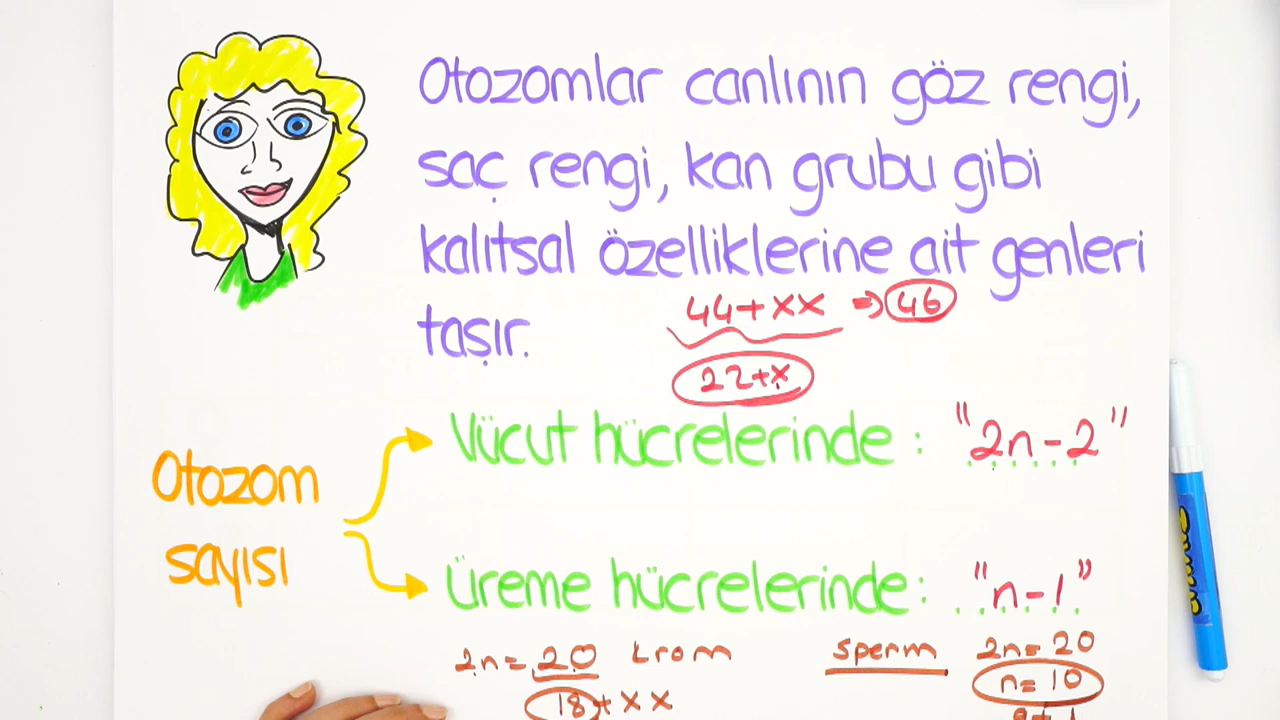 Otozomlar canlının göz rengi,
saç rengi, kan grubu gibi
kalıtsal özelliklerine ait genleri
taşır.
44+XX ⇒ 46
22+X
Otozom
sayısı
Vücut hücrelerinde : "2n-2"
Üreme hücrelerinde : "n-1"
2n = 20 krom
18+XX
sperm
2n=20
n=10